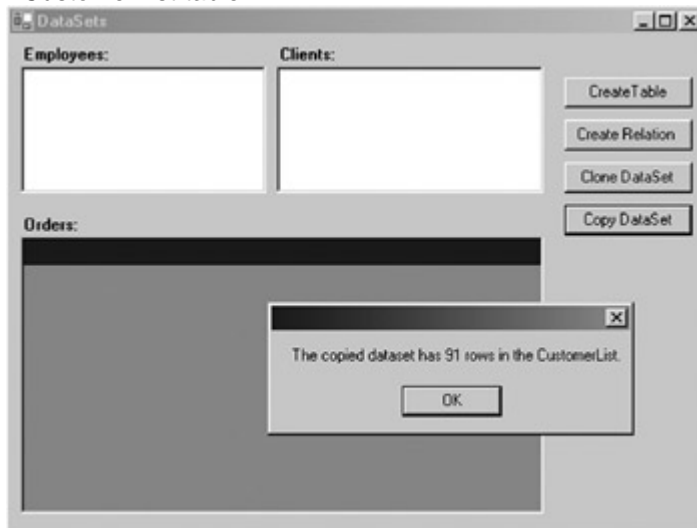 DataSets
Employees:
Clients:
CreateTable
Create Relation
Clone DataSet
Copy DataSet
Orders:
The copied dataset has 91 rows in the CustomerList.
OK